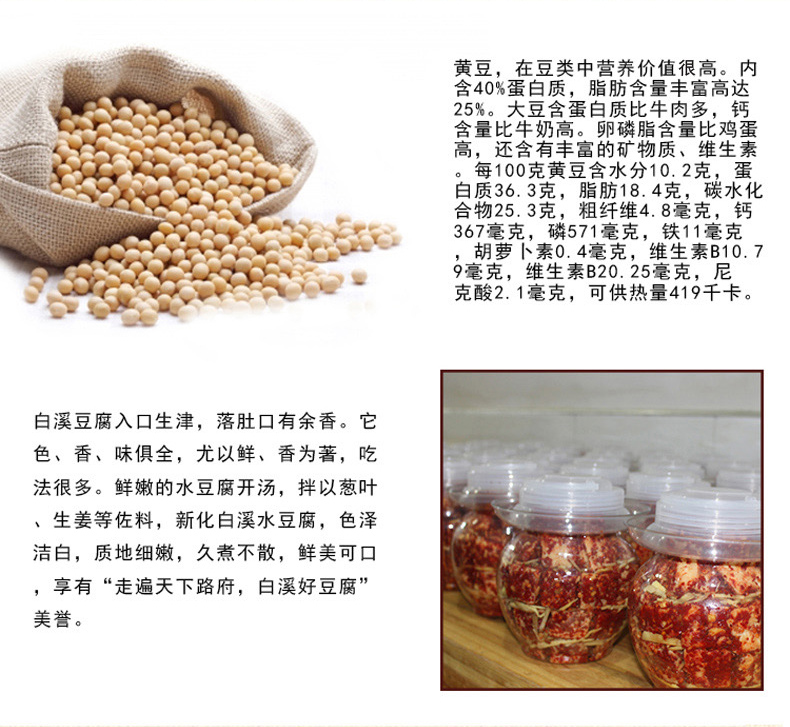 黄豆，在豆类中营养价值很高。内
含40%蛋白质，脂肪含量丰富高达
25%。大豆含蛋白质比牛肉多，钙
含量比牛奶高。卵磷脂含量比鸡蛋
高，还含有丰富的矿物质、维生素
。每100克黄豆含水分10.2克，蛋
白质36.3克，脂肪18.4克，碳水化
合物25.3克，粗纤维4.8毫克，钙
367毫克，磷571毫克，铁11毫克
，胡萝卜素0.4毫克，维生素B10.7
9毫克，维生素B20.25毫克，尼
克酸2.1毫克，可供热量419千卡。
白溪豆腐入口生津，落肚口有余香。它
色、香、味俱全，尤以鲜、香为著，吃
法很多。鲜嫩的水豆腐开汤，拌以葱叶
、生姜等佐料，新化白溪水豆腐，色泽
洁白，质地细嫩，久煮不散，鲜美可口
，享有“走遍天下路府，白溪好豆腐”
美誉。